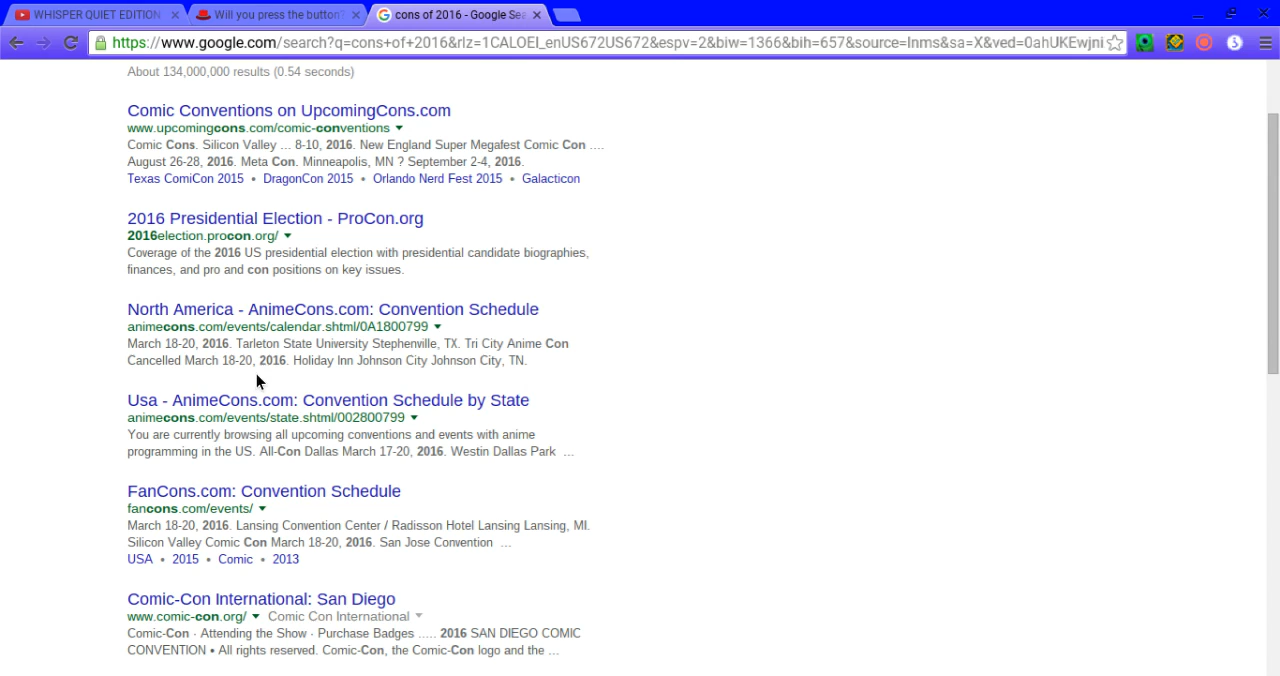 WHISPER QUIET EDITION
Will you press the button?
cons of 2016 - Google Sea
https://www.google.com/search?q=cons+of+2016&rlz=1CALOEI_enUS672US672&espv=2&biw=1366&bih=657&source=lnms&sa=X&ved=0ahUKEwjni
About 134,000,000 results (0.54 seconds)
Comic Conventions on UpcomingCons.com
www.upcomingcons.com/comic-conventions
Comic Cons. Silicon Valley ... 8-10, 2016. New England Super Megafest Comic Con ....
August 26-28, 2016. Meta Con. Minneapolis, MN ? September 2-4, 2016.
Texas ComiCon 2015 • DragonCon 2015 • Orlando Nerd Fest 2015 • Galacticon
2016 Presidential Election - ProCon.org
2016election.procon.org/
Coverage of the 2016 US presidential election with presidential candidate biographies,
finances, and pro and con positions on key issues.
North America - AnimeCons.com: Convention Schedule
animecons.com/events/calendar.shtml/0A1800799
March 18-20, 2016. Tarleton State University Stephenville, TX. Tri City Anime Con
Cancelled March 18-20, 2016. Holiday Inn Johnson City Johnson City, TN.
Usa - AnimeCons.com: Convention Schedule by State
animecons.com/events/state.shtml/002800799
You are currently browsing all upcoming conventions and events with anime
programming in the US. All-Con Dallas March 17-20, 2016. Westin Dallas Park ...
FanCons.com: Convention Schedule
fancons.com/events/
March 18-20, 2016. Lansing Convention Center / Radisson Hotel Lansing Lansing, MI.
Silicon Valley Comic Con March 18-20, 2016. San Jose Convention ...
USA • 2015 • Comic • 2013
Comic-Con International: San Diego
www.comic-con.org/ Comic Con International
Comic-Con · Attending the Show · Purchase Badges ..... 2016 SAN DIEGO COMIC
CONVENTION • All rights reserved. Comic-Con, the Comic-Con logo and the ...